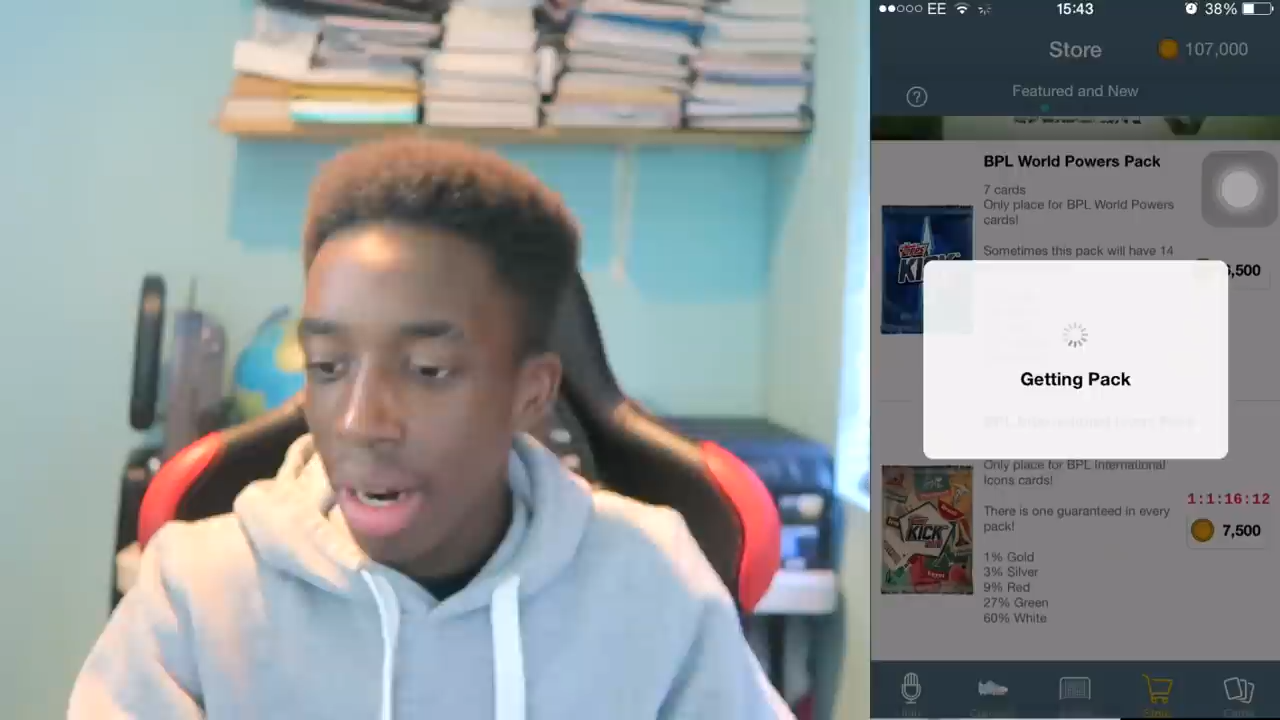 EE
15:43
38%
Store
107,000
?
Featured and New
BPL World Powers Pack
7 cards
Only place for BPL World Powers
cards!
Sometimes this pack will have 14
,500
Getting Pack
Only place for BPL International
Icons cards!
1:1:16:12
There is one guaranteed in every
pack!
7,500
KICK
1% Gold
3% Silver
9% Red
27% Green
60% White